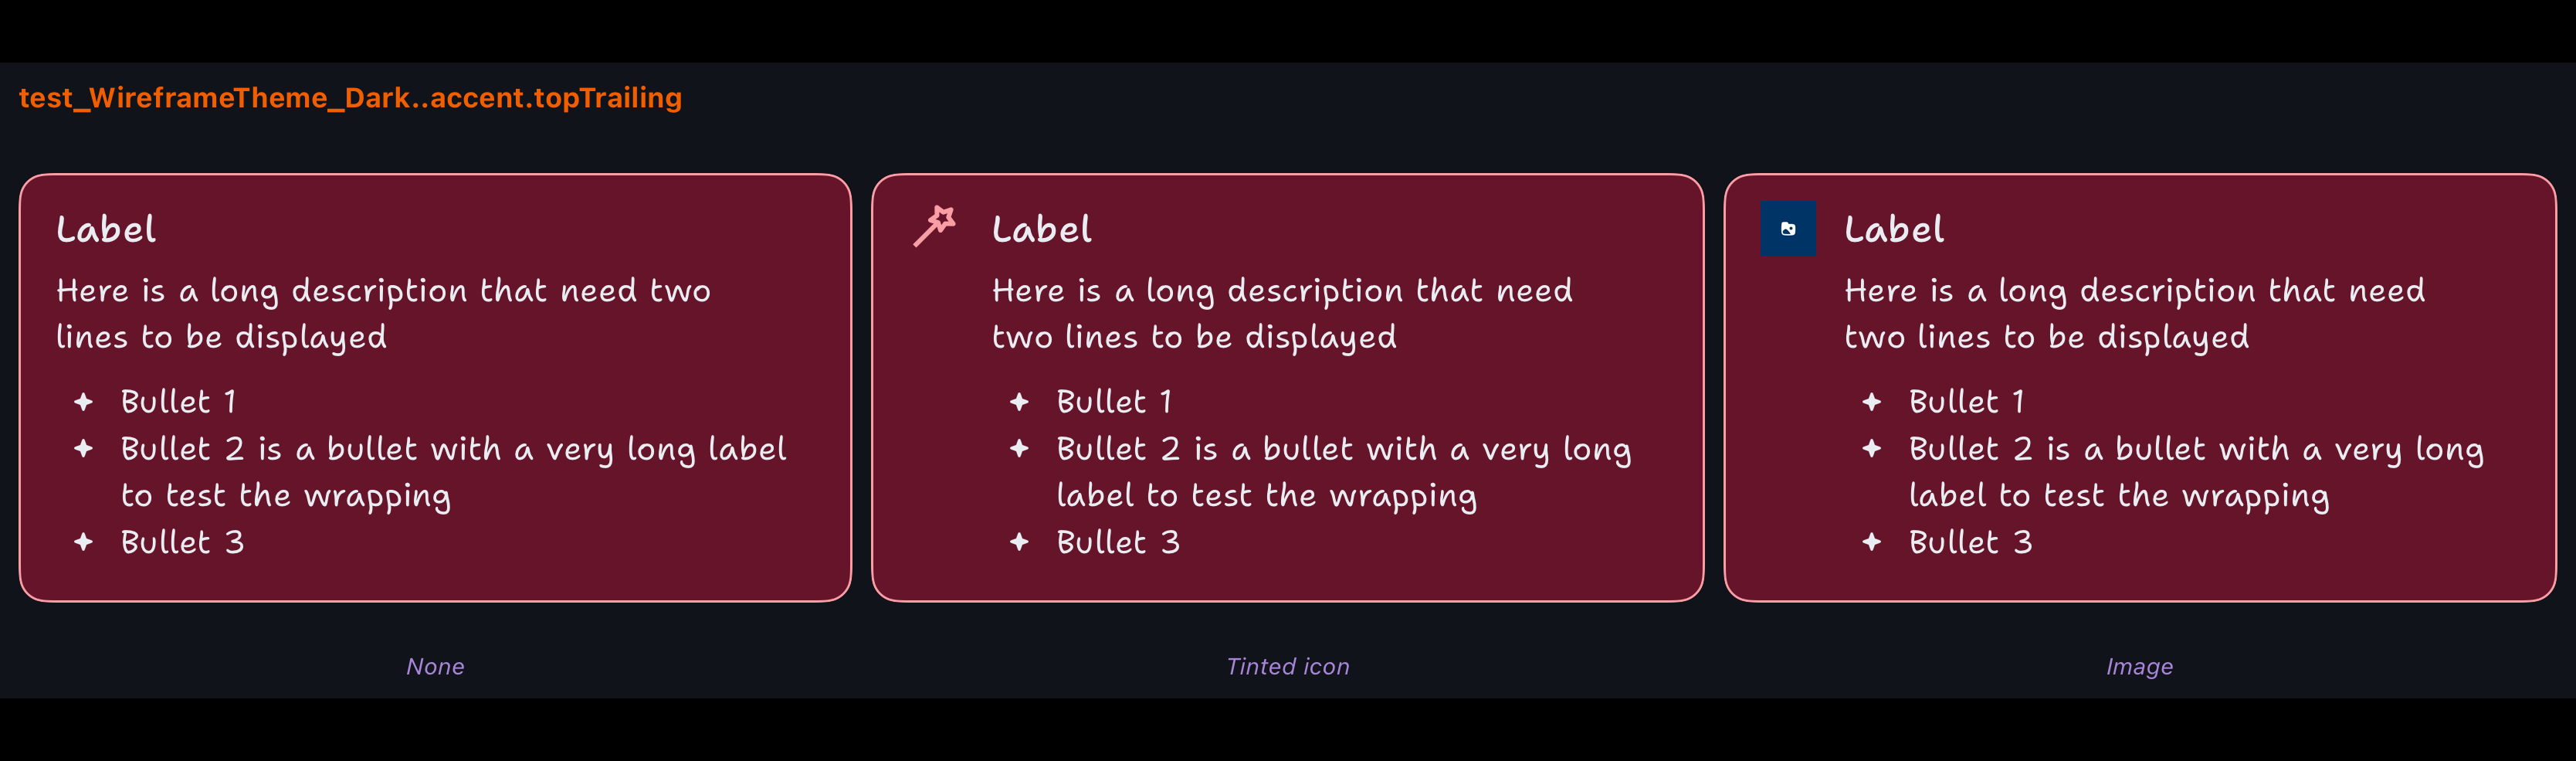 test_WireframeTheme_Dark..accent.topTrailing
Label
Here is a long description that need two
lines to be displayed
Bullet 1
Bullet 2 is a bullet with a very long label
to test the wrapping
Bullet 3
None
Label
Here is a long description that need
two lines to be displayed
Bullet 1
Bullet 2 is a bullet with a very long
label to test the wrapping
Bullet 3
Tinted icon
Label
Here is a long description that need
two lines to be displayed
Bullet 1
Bullet 2 is a bullet with a very long
label to test the wrapping
Bullet 3
Image